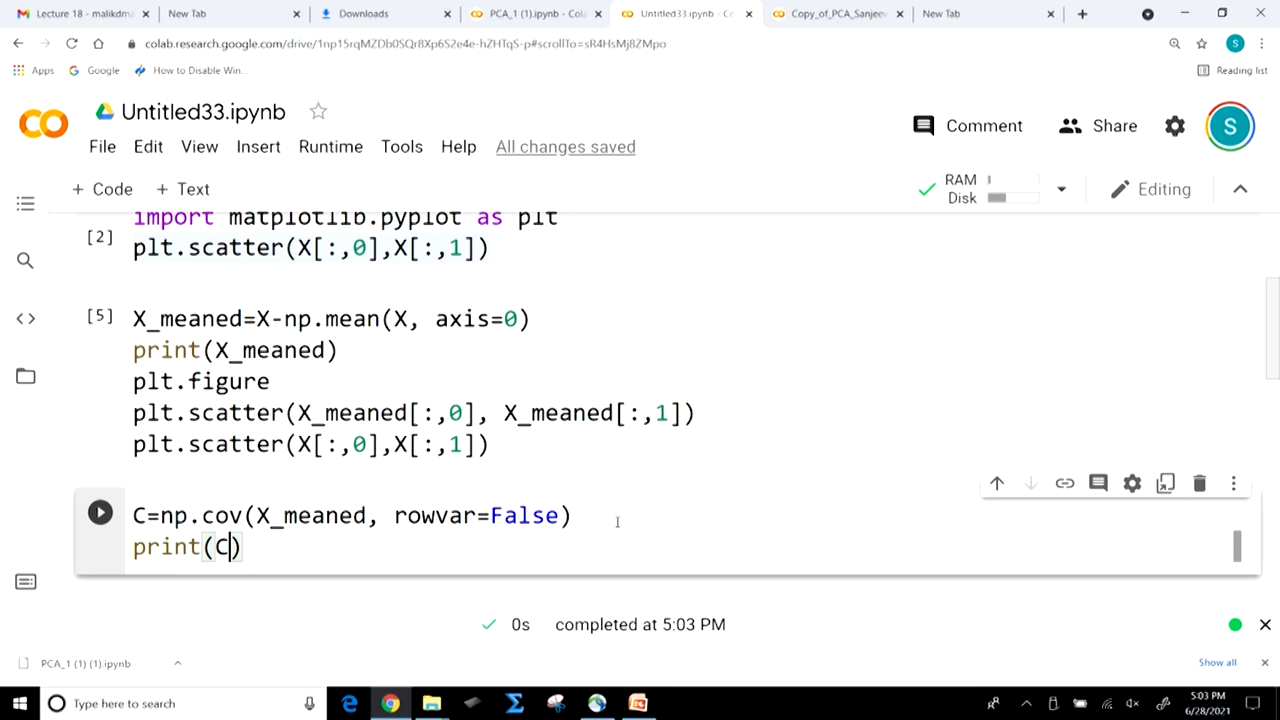 Lecture 18 - malikdma
New Tab
Downloads
PCA_1 (1).ipynb - Cola
Untitled33.ipynb - Co
Copy_of_PCA_Sanjeev
New Tab
colab.research.google.com/drive/1np15rqMZDb0SQr8Xp6S2e4e-hZHTqS-p#scrollTo=sR4HsMj8ZMpo
S
Apps
Google
How to Disable Win...
Reading list
CO
Untitled33.ipynb
Comment
Share
S
File Edit View Insert Runtime Tools Help All changes saved
+ Code + Text
RAM
Disk
Editing
import matplotlib.pyplot as plt
[2]
plt.scatter(X[:,0],X[:,1])
[5]
X_meaned=X-np.mean(X, axis=0)
print(X_meaned)
plt.figure
plt.scatter(X_meaned[:,0], X_meaned[:,1])
plt.scatter(X[:,0],X[:,1])
C=np.cov(X_meaned, rowvar=False)
print(C)
0s completed at 5:03 PM
PCA_1 (1) (1).ipynb
Show all
Type here to search
5:03 PM
6/28/2021